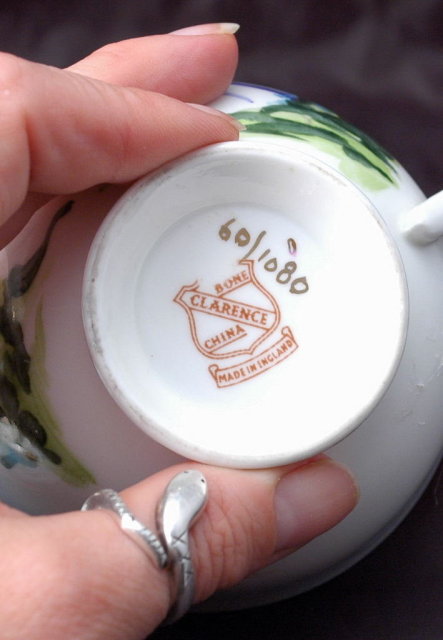 60/1080
BONE
CLARENCE
CHINA
MADE IN ENGLAND